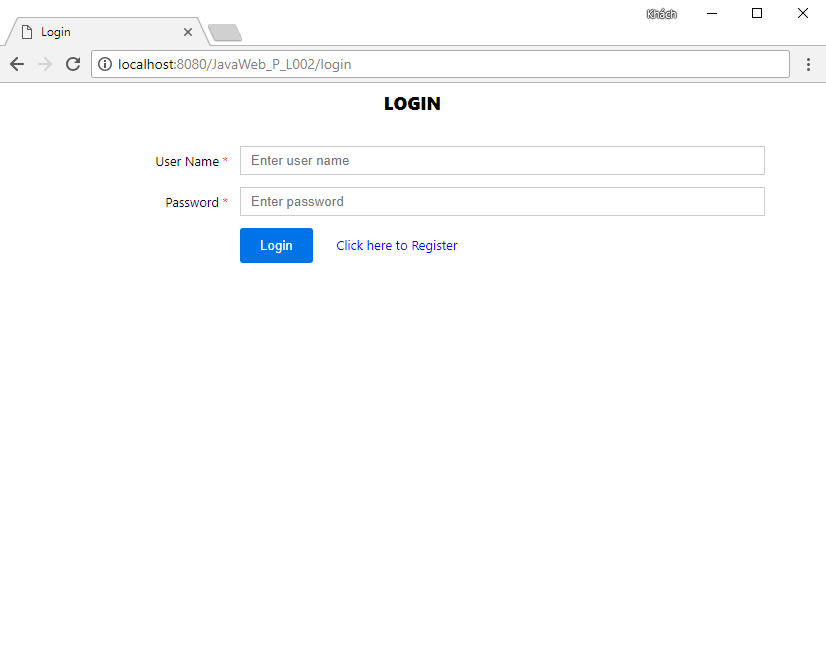 Khách
Login
localhost:8080/JavaWeb_P_L002/login
LOGIN
User Name * Enter user name
Password * Enter password
Login Click here to Register